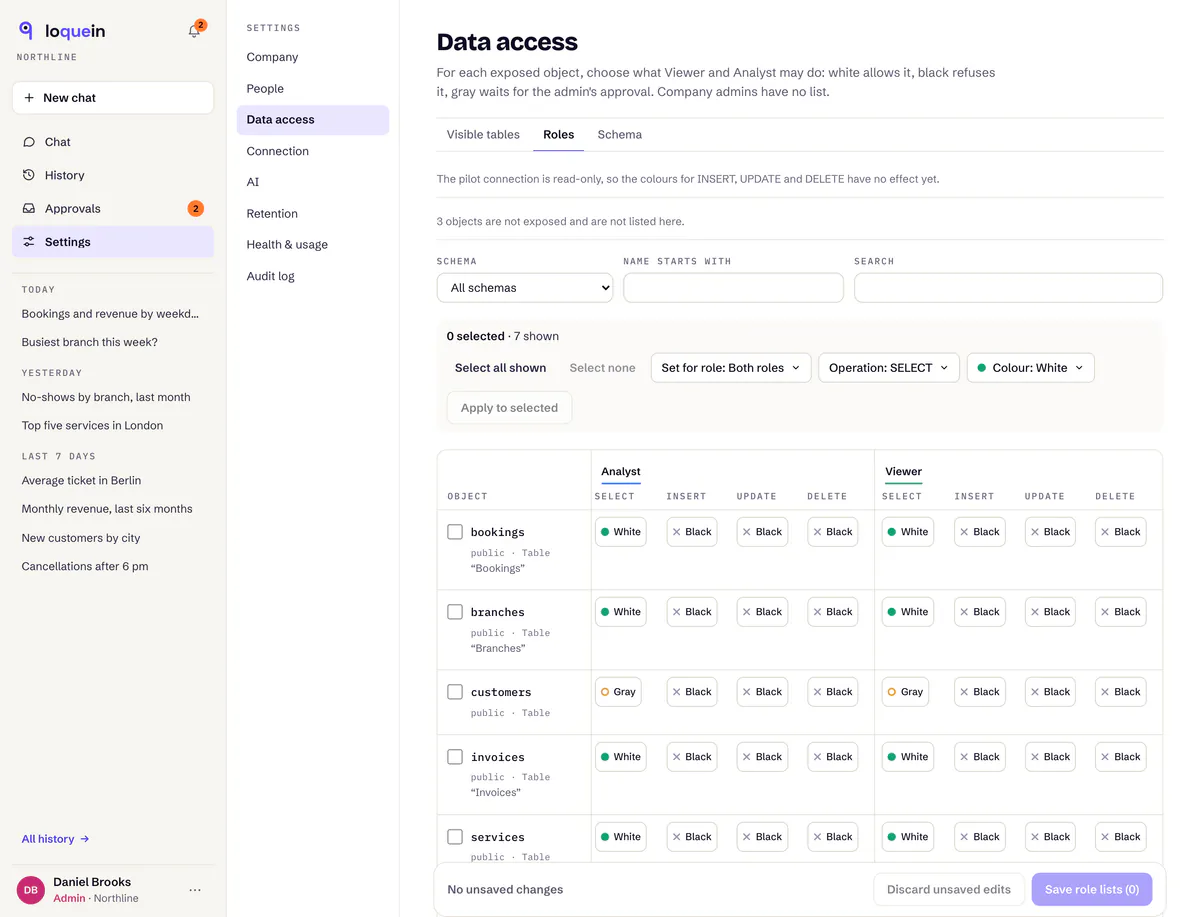 loquein
2
NORTHLINE
New chat
Chat
History
Approvals
2
Settings
TODAY
Bookings and revenue by weekd...
Busiest branch this week?
YESTERDAY
No-shows by branch, last month
Top five services in London
LAST 7 DAYS
Average ticket in Berlin
Monthly revenue, last six months
New customers by city
Cancellations after 6 pm
All history →
DB
Daniel Brooks
Admin · Northline
...
SETTINGS
Company
People
Data access
Connection
AI
Retention
Health & usage
Audit log
Data access
For each exposed object, choose what Viewer and Analyst may do: white allows it, black refuses
it, gray waits for the admin's approval. Company admins have no list.
Visible tables Roles Schema
The pilot connection is read-only, so the colours for INSERT, UPDATE and DELETE have no effect yet.
3 objects are not exposed and are not listed here.
SCHEMA NAME STARTS WITH SEARCH
All schemas
0 selected · 7 shown
Select all shown Select none Set for role: Both roles Operation: SELECT Colour: White
Apply to selected
Analyst Viewer
OBJECT SELECT INSERT UPDATE DELETE SELECT INSERT UPDATE DELETE
bookings White Black Black Black White Black Black Black
public · Table
“Bookings”
branches White Black Black Black White Black Black Black
public · Table
“Branches”
customers Gray Black Black Black Gray Black Black Black
public · Table
invoices White Black Black Black White Black Black Black
public · Table
“Invoices”
services White Black Black Black White Black Black Black
public · Table
No unsaved changes Discard unsaved edits Save role lists (0)